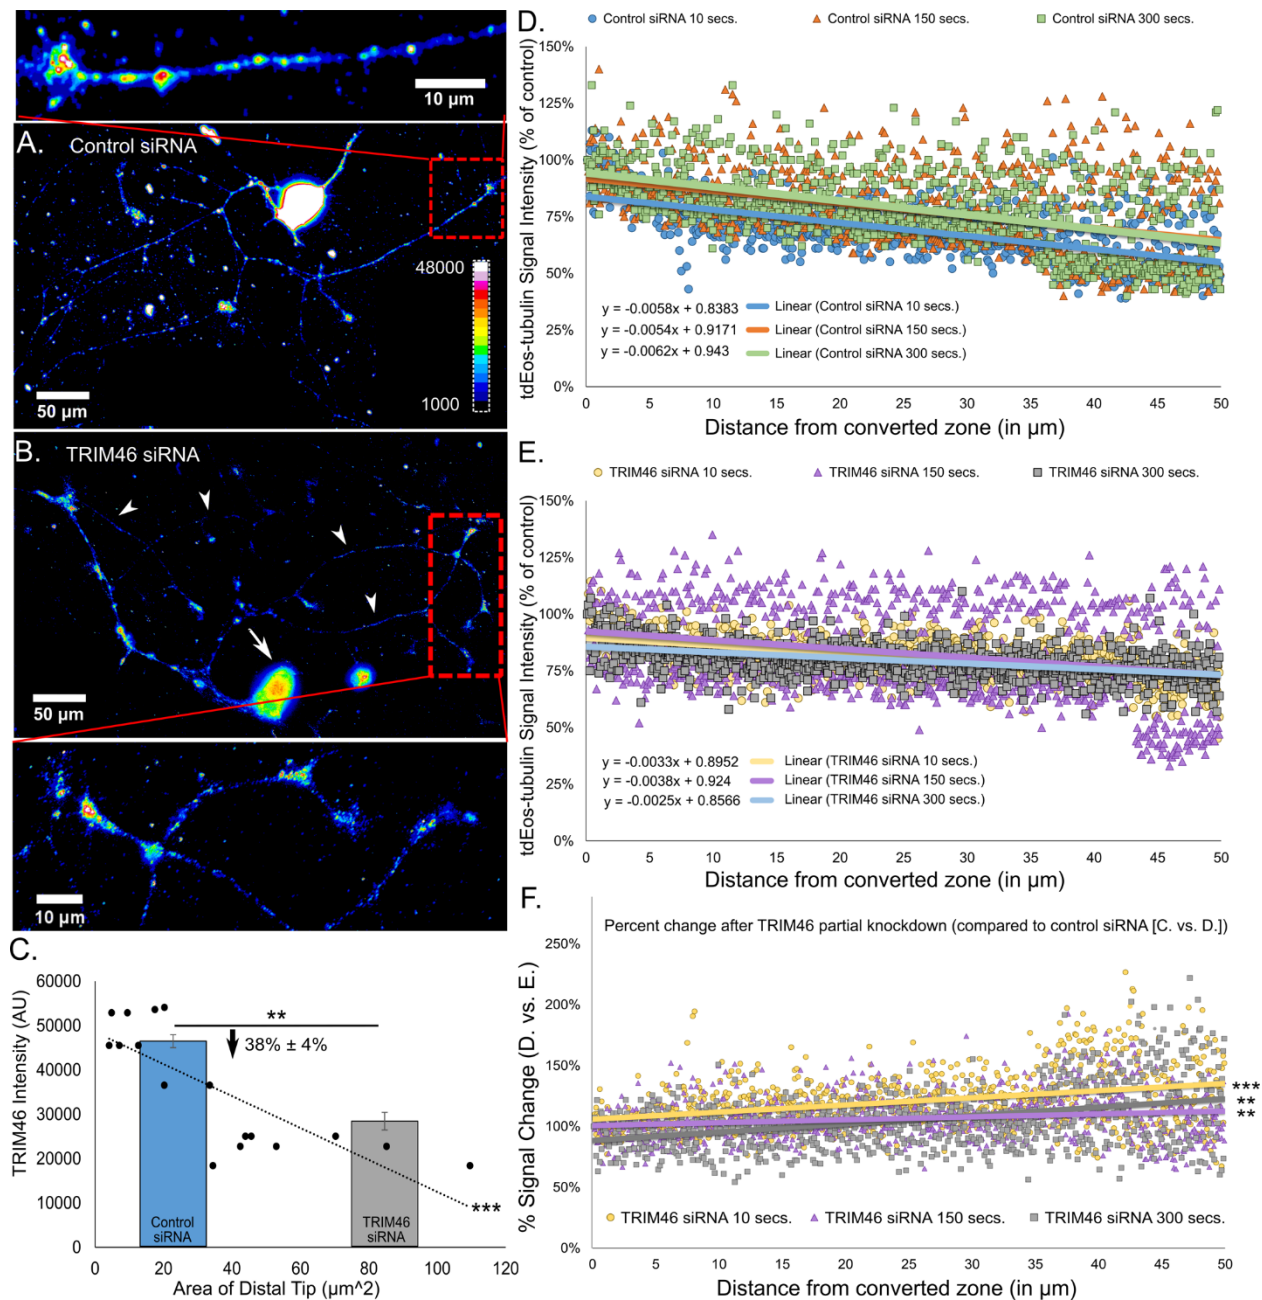 10 µm
A.
Control siRNA
48000
1000
50 µm
B.
TRIM46 siRNA
50 µm
10 µm
C.
TRIM46 Intensity (AU)
60000
50000
40000
30000
20000
10000
0
**
38% ± 4%
***
Control
siRNA
TRIM46
siRNA
0 20 40 60 80 100 120
Area of Distal Tip (µm^2)
D.
Control siRNA 10 secs. Control siRNA 150 secs. Control siRNA 300 secs.
tdEos-tubulin Signal Intensity (% of control)
150%
125%
100%
75%
50%
25%
0%
y = -0.0058x + 0.8383 Linear (Control siRNA 10 secs.)
y = -0.0054x + 0.9171 Linear (Control siRNA 150 secs.)
y = -0.0062x + 0.943 Linear (Control siRNA 300 secs.)
0 5 10 15 20 25 30 35 40 45 50
Distance from converted zone (in µm)
E.
TRIM46 siRNA 10 secs. TRIM46 siRNA 150 secs. TRIM46 siRNA 300 secs.
tdEos-tubulin Signal Intensity (% of control)
150%
125%
100%
75%
50%
25%
0%
y = -0.0033x + 0.8952 Linear (TRIM46 siRNA 10 secs.)
y = -0.0038x + 0.924 Linear (TRIM46 siRNA 150 secs.)
y = -0.0025x + 0.8566 Linear (TRIM46 siRNA 300 secs.)
0 5 10 15 20 25 30 35 40 45 50
Distance from converted zone (in µm)
F.
Percent change after TRIM46 partial knockdown (compared to control siRNA [C. vs. D.])
% Signal Change (D. vs. E.)
250%
200%
150%
100%
50%
0%
***
**
**
TRIM46 siRNA 10 secs. TRIM46 siRNA 150 secs. TRIM46 siRNA 300 secs.
0 5 10 15 20 25 30 35 40 45 50
Distance from converted zone (in µm)